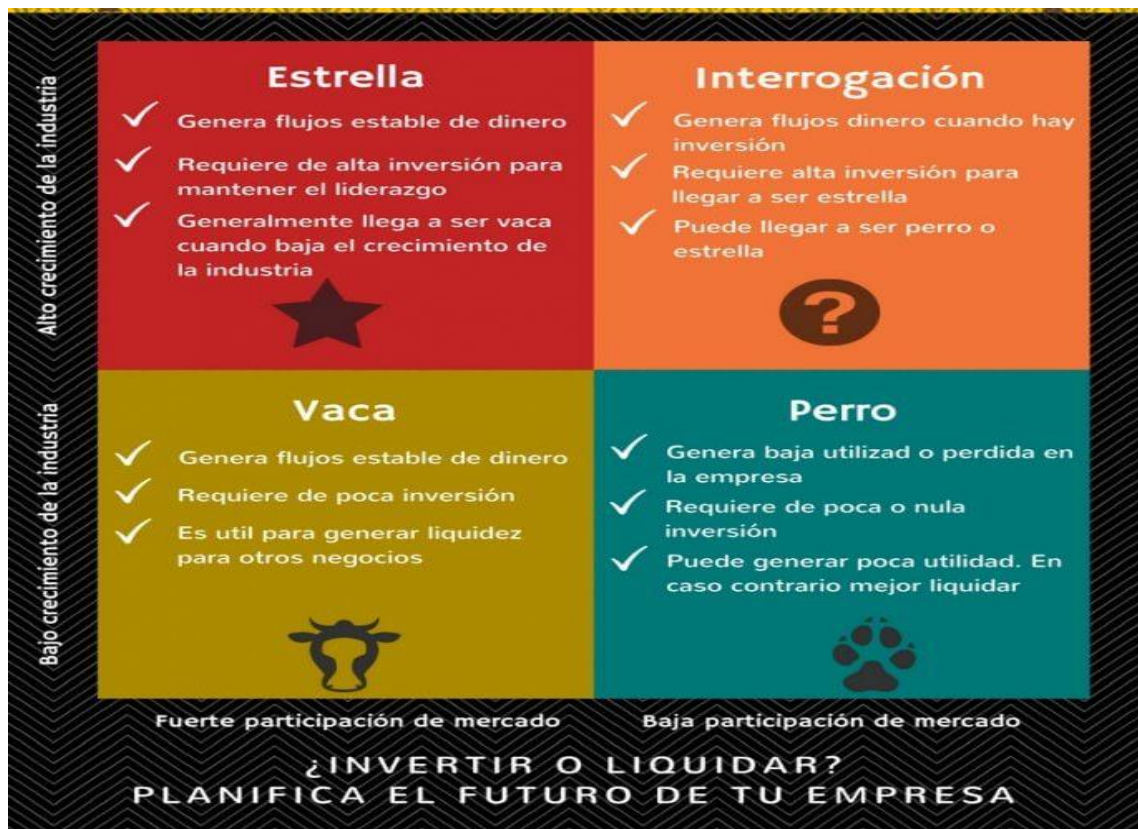 Alto crecimiento de la industria
Estrella
Genera flujos estable de dinero
Requiere de alta inversión para
mantener el liderazgo
Generalmente llega a ser vaca
cuando baja el crecimiento de
la industria
Interrogación
Genera flujos dinero cuando hay
inversión
Requiere alta inversión para
llegar a ser estrella
Puede llegar a ser perro o
estrella
?
Bajo crecimiento de la industria
Vaca
Genera flujos estable de dinero
Requiere de poca inversión
Es util para generar liquidez
para otros negocios
Perro
Genera baja utilizad o perdida en
la empresa
Requiere de poca o nula
inversión
Puede generar poca utilidad. En
caso contrario mejor liquidar
Fuerte participación de mercado
Baja participación de mercado
¿INVERTIR O LIQUIDAR?
PLANIFICA EL FUTURO DE TU EMPRESA